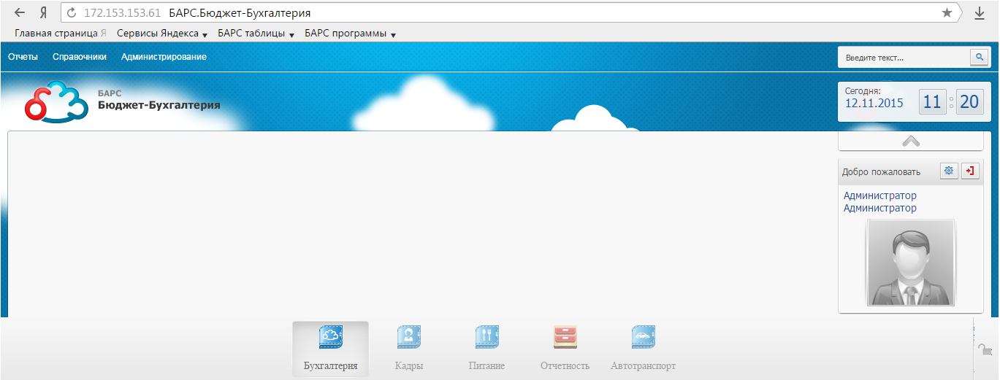 Я 172.153.153.61 БАРС.Бюджет-Бухгалтерия
Главная страница Я Сервисы Яндекса БАРС таблицы БАРС программы
Отчеты Справочники Администрирование Введите текст...
БАРС
Бюджет-Бухгалтерия
Сегодня:
12.11.2015 11:20
Добро пожаловать
Администратор
Администратор
Бухгалтерия Кадры Питание Отчетность Автотранспорт